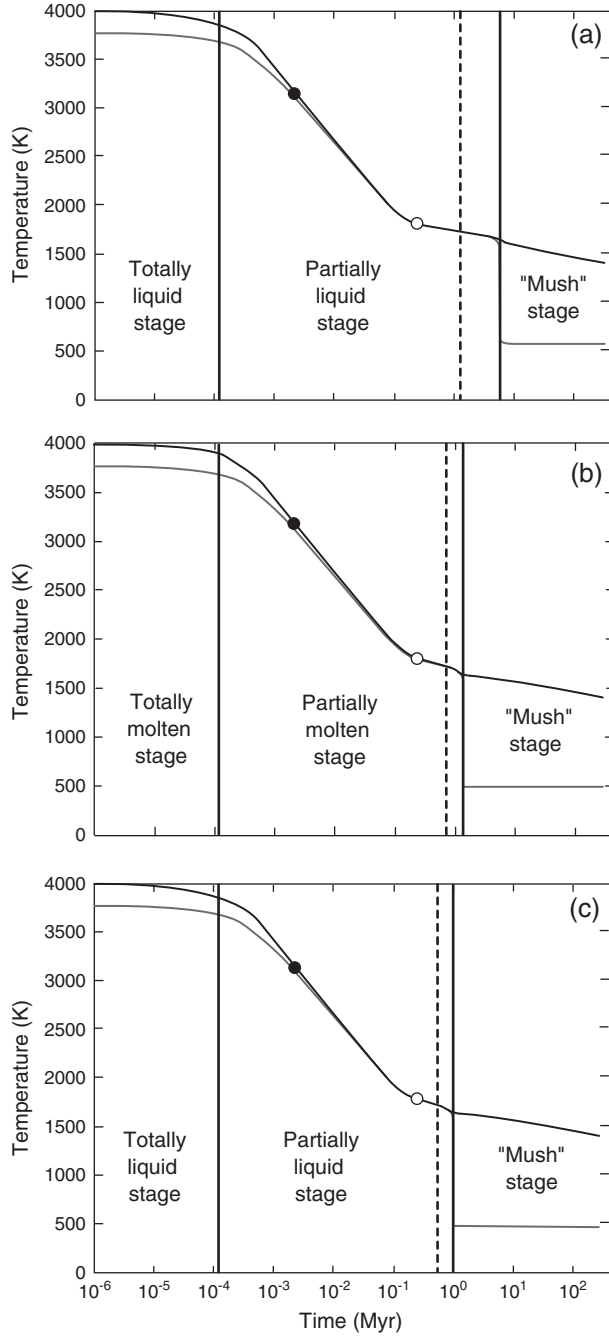 (a)
4000
3500
3000
2500
2000
1500
1000
500
0
Temperature (K)
Totally
liquid
stage
Partially
liquid
stage
"Mush"
stage
(b)
4000
3500
3000
2500
2000
1500
1000
500
0
Temperature (K)
Totally
molten
stage
Partially
molten
stage
"Mush"
stage
(c)
4000
3500
3000
2500
2000
1500
1000
500
0
Temperature (K)
Totally
liquid
stage
Partially
liquid
stage
"Mush"
stage
10⁻⁶ 10⁻⁵ 10⁻⁴ 10⁻³ 10⁻² 10⁻¹ 10⁰ 10¹ 10²
Time (Myr)